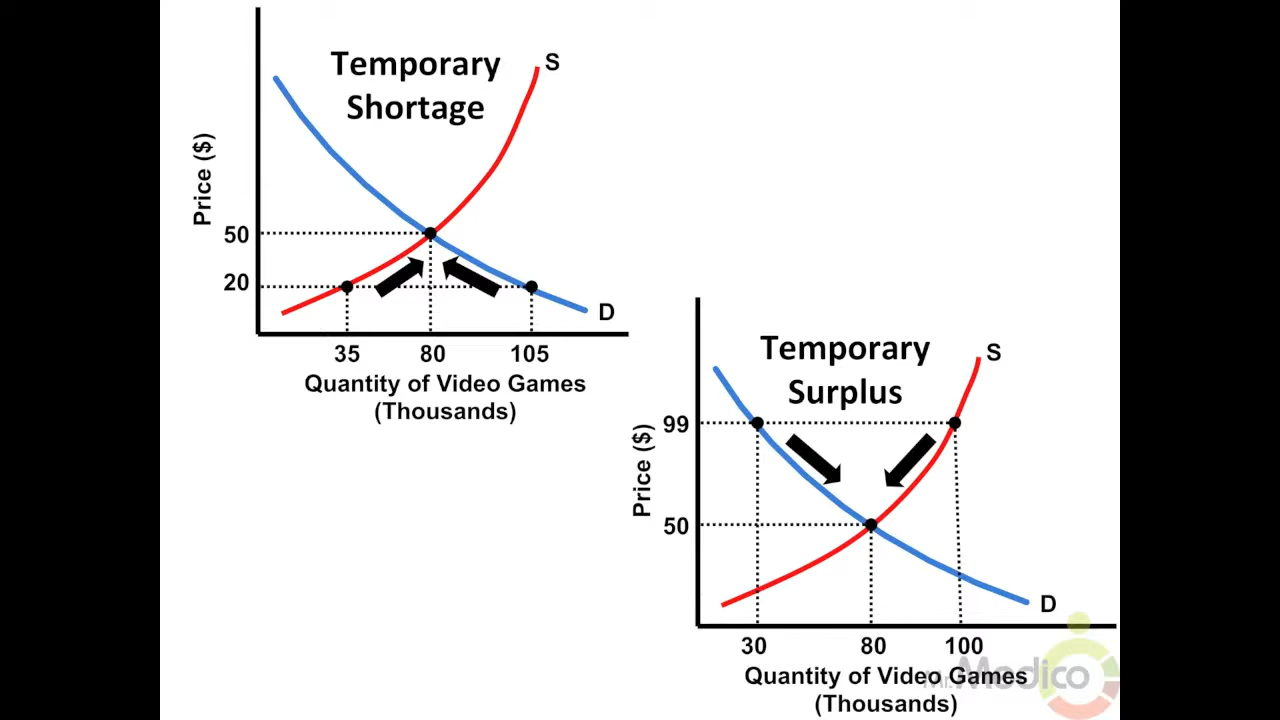 Temporary
Shortage
S
Price ($)
50
20
D
35 80 105
Quantity of Video Games
(Thousands)
Temporary
Surplus
S
Price ($)
99
50
D
30 80 100
Quantity of Video Games
(Thousands)
Mr. Medico